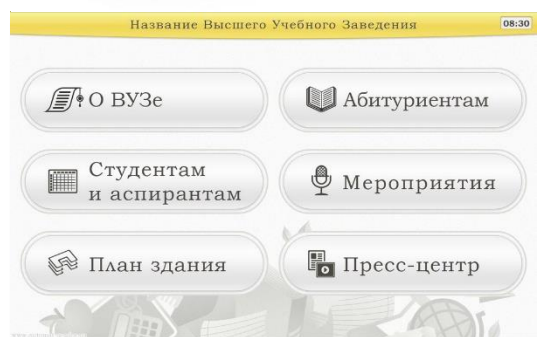 Название Высшего Учебного Заведения
08:30
О ВУЗе
Абитуриентам
Студентам
и аспирантам
Мероприятия
План здания
Пресс-центр